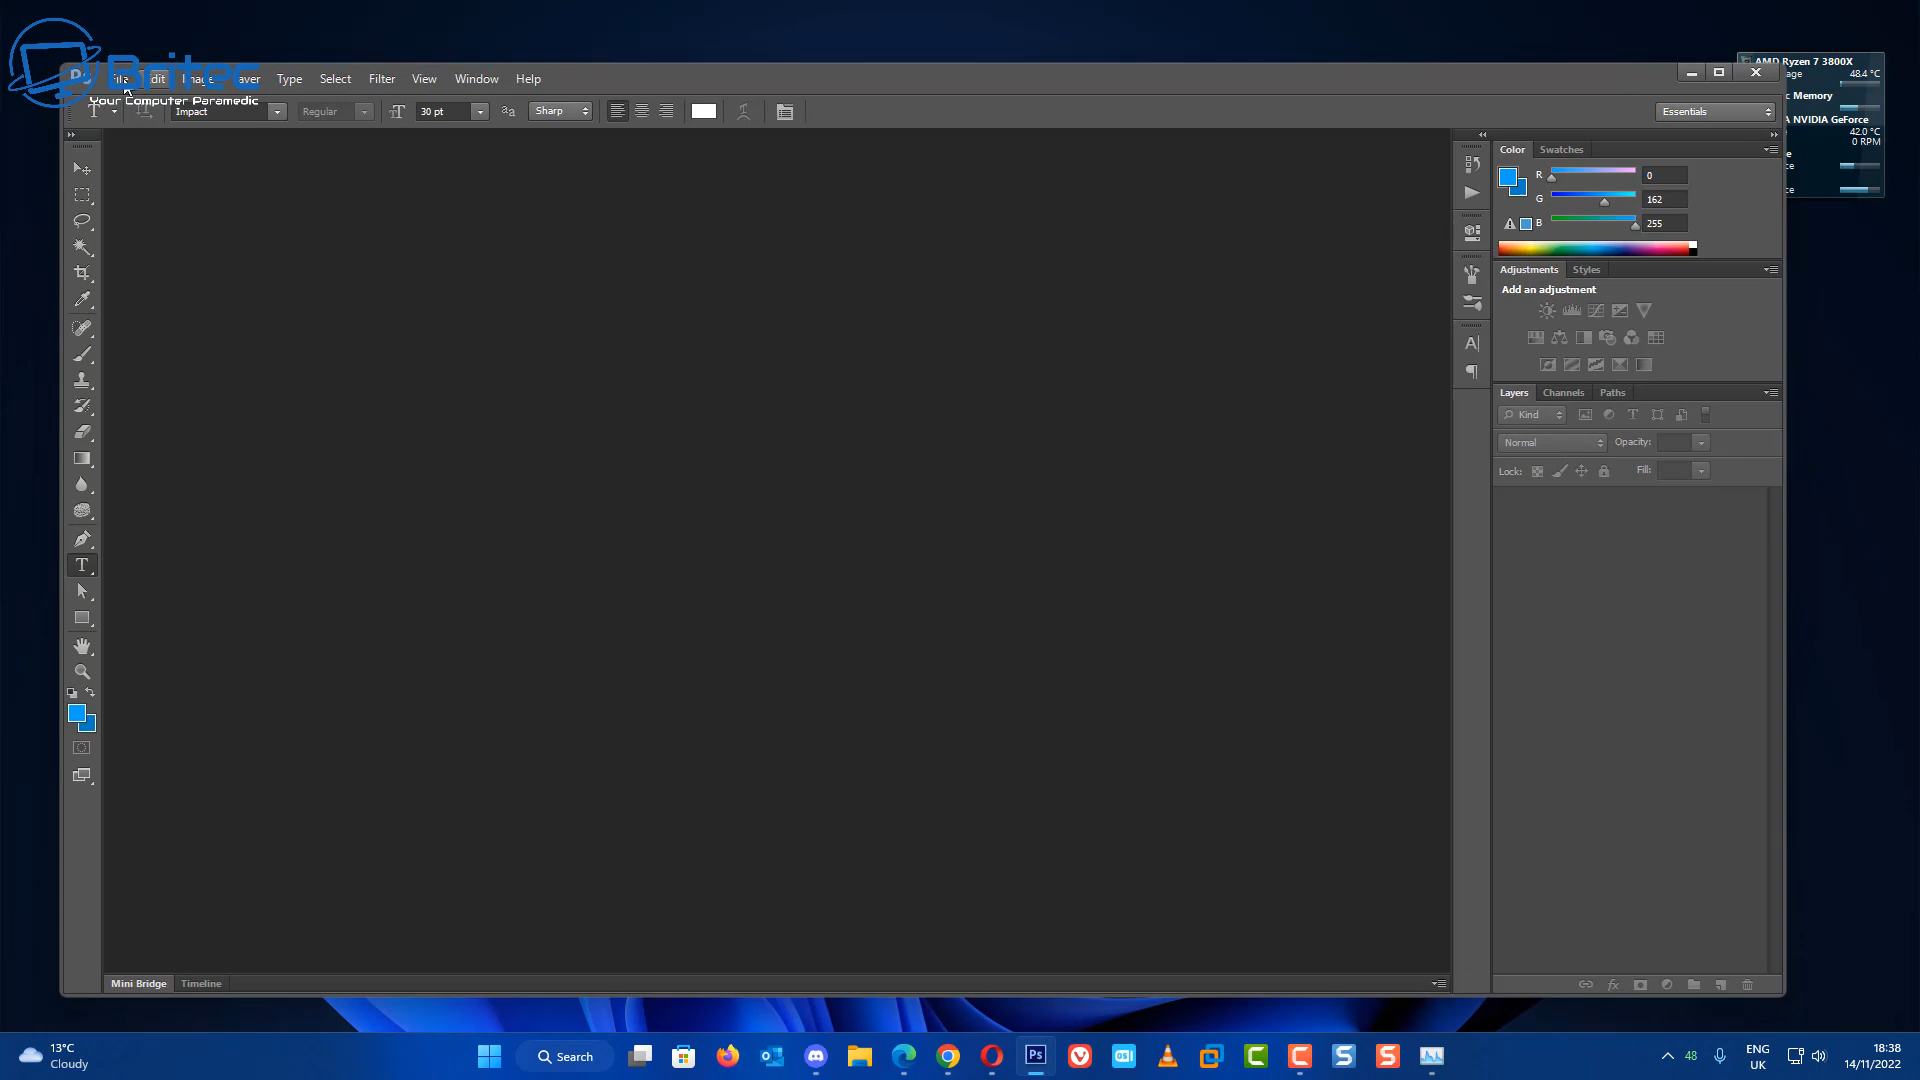 Britec
Your Computer Paramedic
File Edit Image Layer Type Select Filter View Window Help
Impact Regular 30 pt aa Sharp Essentials
AMD Ryzen 7 3800X
48.4 °C
Memory
NVIDIA GeForce
42.0 °C
0 RPM
Color Swatches
R 0
G 162
B 255
Adjustments Styles
Add an adjustment
Layers Channels Paths
Kind
Normal Opacity:
Lock: Fill:
Mini Bridge Timeline
13°C
Cloudy
Search
Ps
48
ENG
UK
18:38
14/11/2022